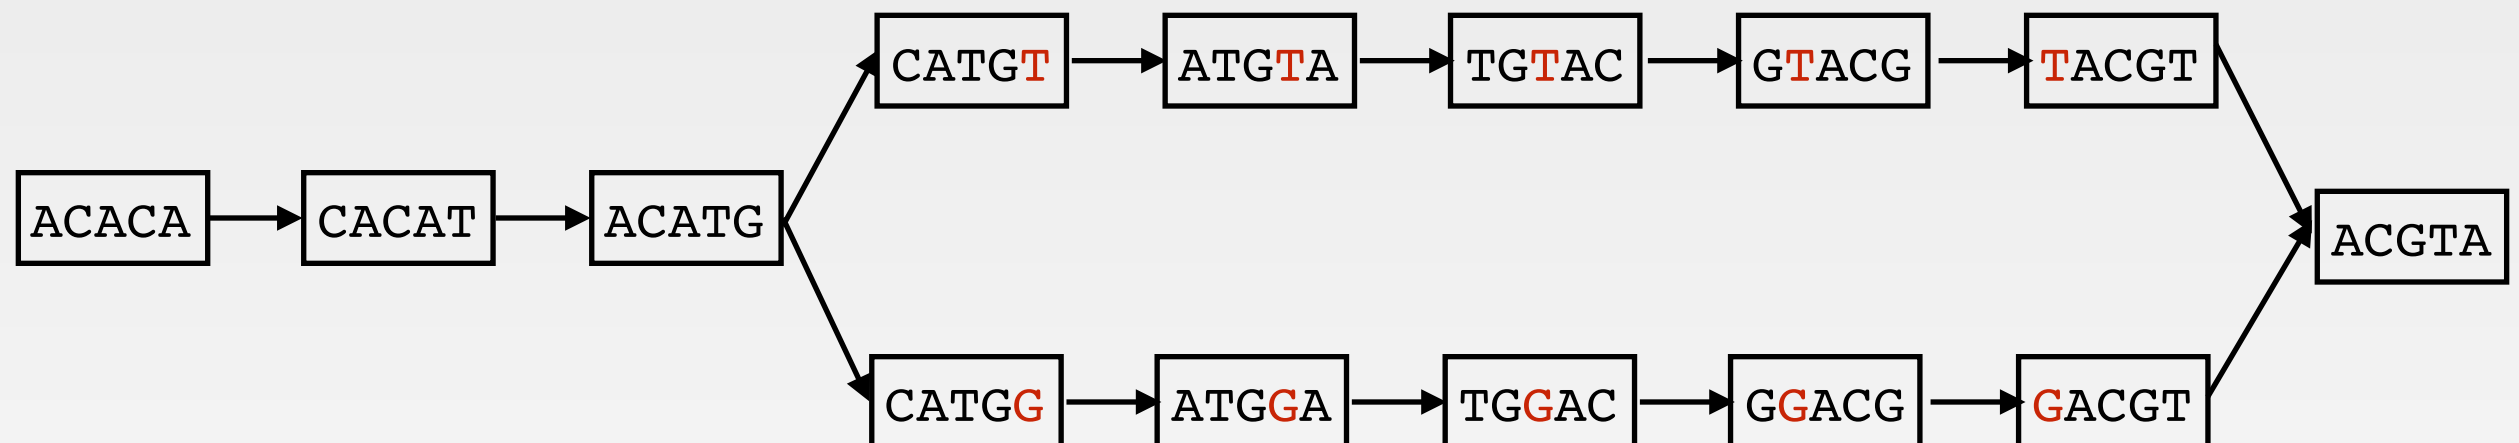 CATGT ATGTA TGTAC GTACG TACGT
ACACA CACAT ACATG ACGTA
CATGG ATGGA TGGAC GGACG GACGT